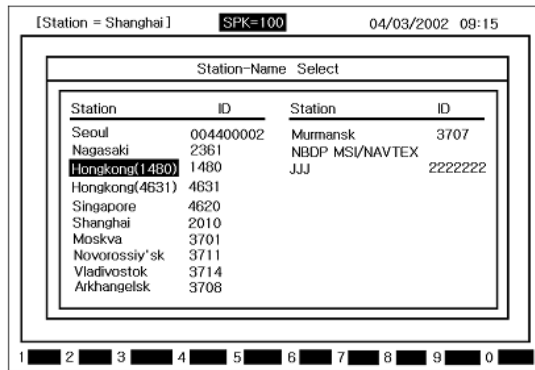 [Station = Shanghai] SPK=100 04/03/2002 09:15
Station-Name Select
Station ID Station ID
Seoul 004400002 Murmansk 3707
Nagasaki 2361 NBDP MSI/NAVTEX
Hongkong(1480) 1480 JJJ 2222222
Hongkong(4631) 4631
Singapore 4620
Shanghai 2010
Moskva 3701
Novorossiy'sk 3711
Vladivostok 3714
Arkhangelsk 3708
1 2 3 4 5 6 7 8 9 0